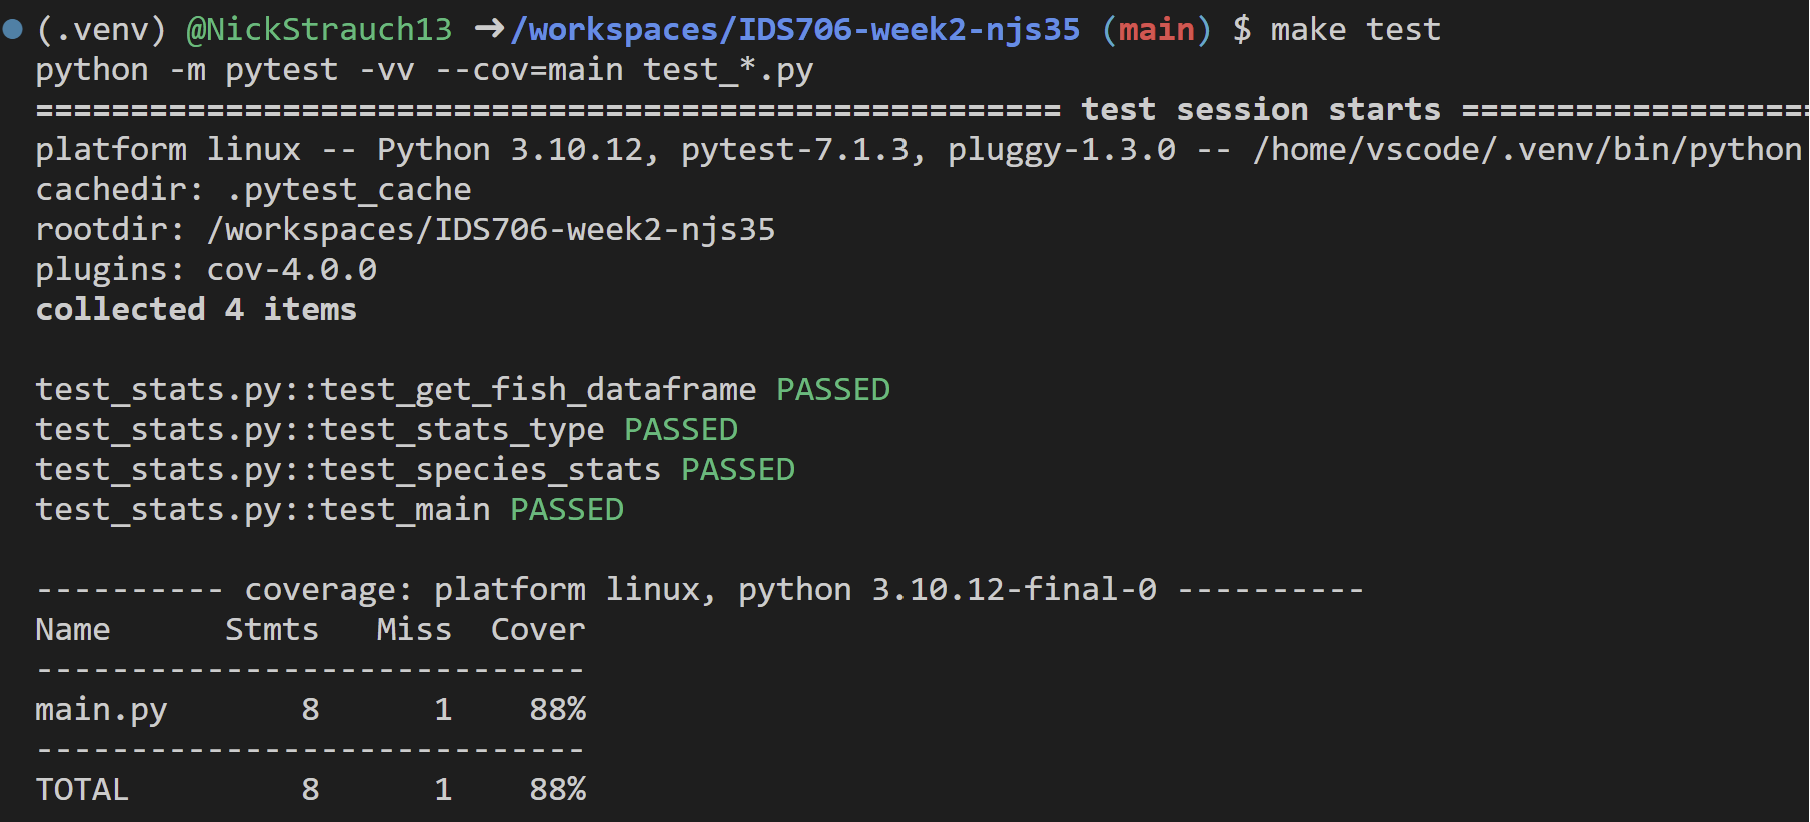 (.venv) @NickStrauch13 ➜/workspaces/IDS706-week2-njs35 (main) $ make test
python -m pytest -vv --cov=main test_*.py
====================================================== test session starts ===================
platform linux -- Python 3.10.12, pytest-7.1.3, pluggy-1.3.0 -- /home/vscode/.venv/bin/python
cachedir: .pytest_cache
rootdir: /workspaces/IDS706-week2-njs35
plugins: cov-4.0.0
collected 4 items
test_stats.py::test_get_fish_dataframe PASSED
test_stats.py::test_stats_type PASSED
test_stats.py::test_species_stats PASSED
test_stats.py::test_main PASSED
---------- coverage: platform linux, python 3.10.12-final-0 ----------
Name      Stmts   Miss  Cover
-----------------------------
main.py       8      1    88%
-----------------------------
TOTAL         8      1    88%